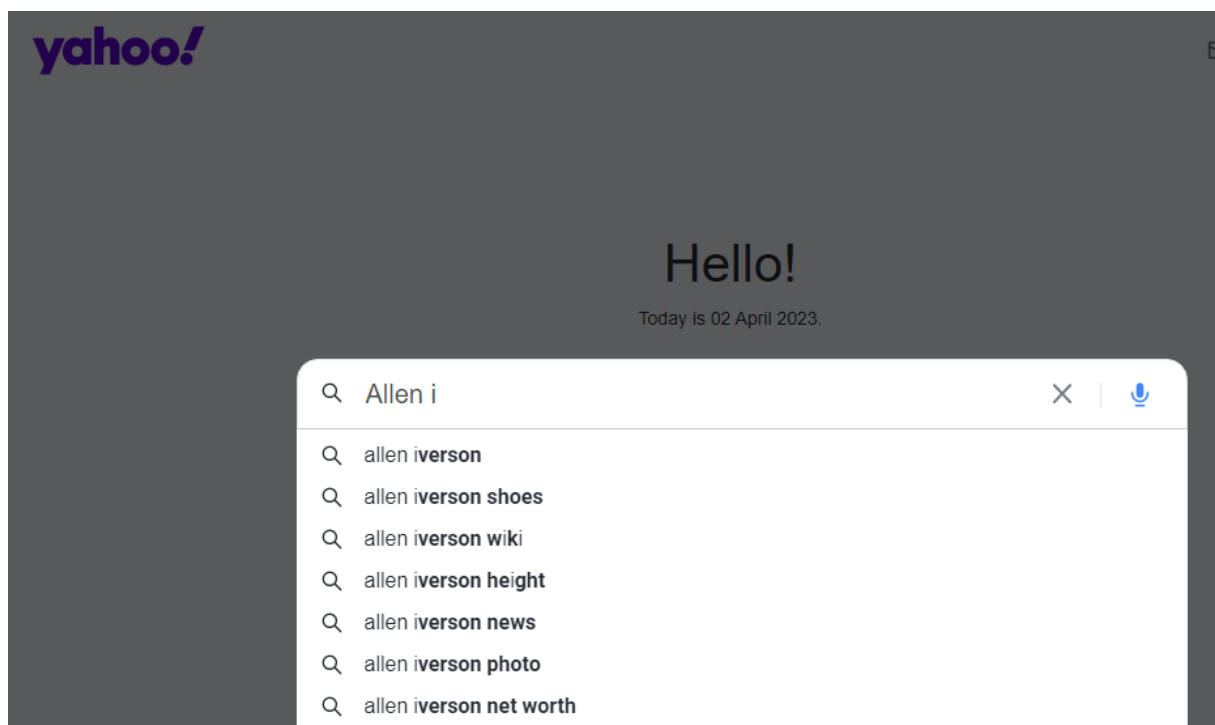 yahoo!
Hello!
Today is 02 April 2023.
Allen i
allen iverson
allen iverson shoes
allen iverson wiki
allen iverson height
allen iverson news
allen iverson photo
allen iverson net worth